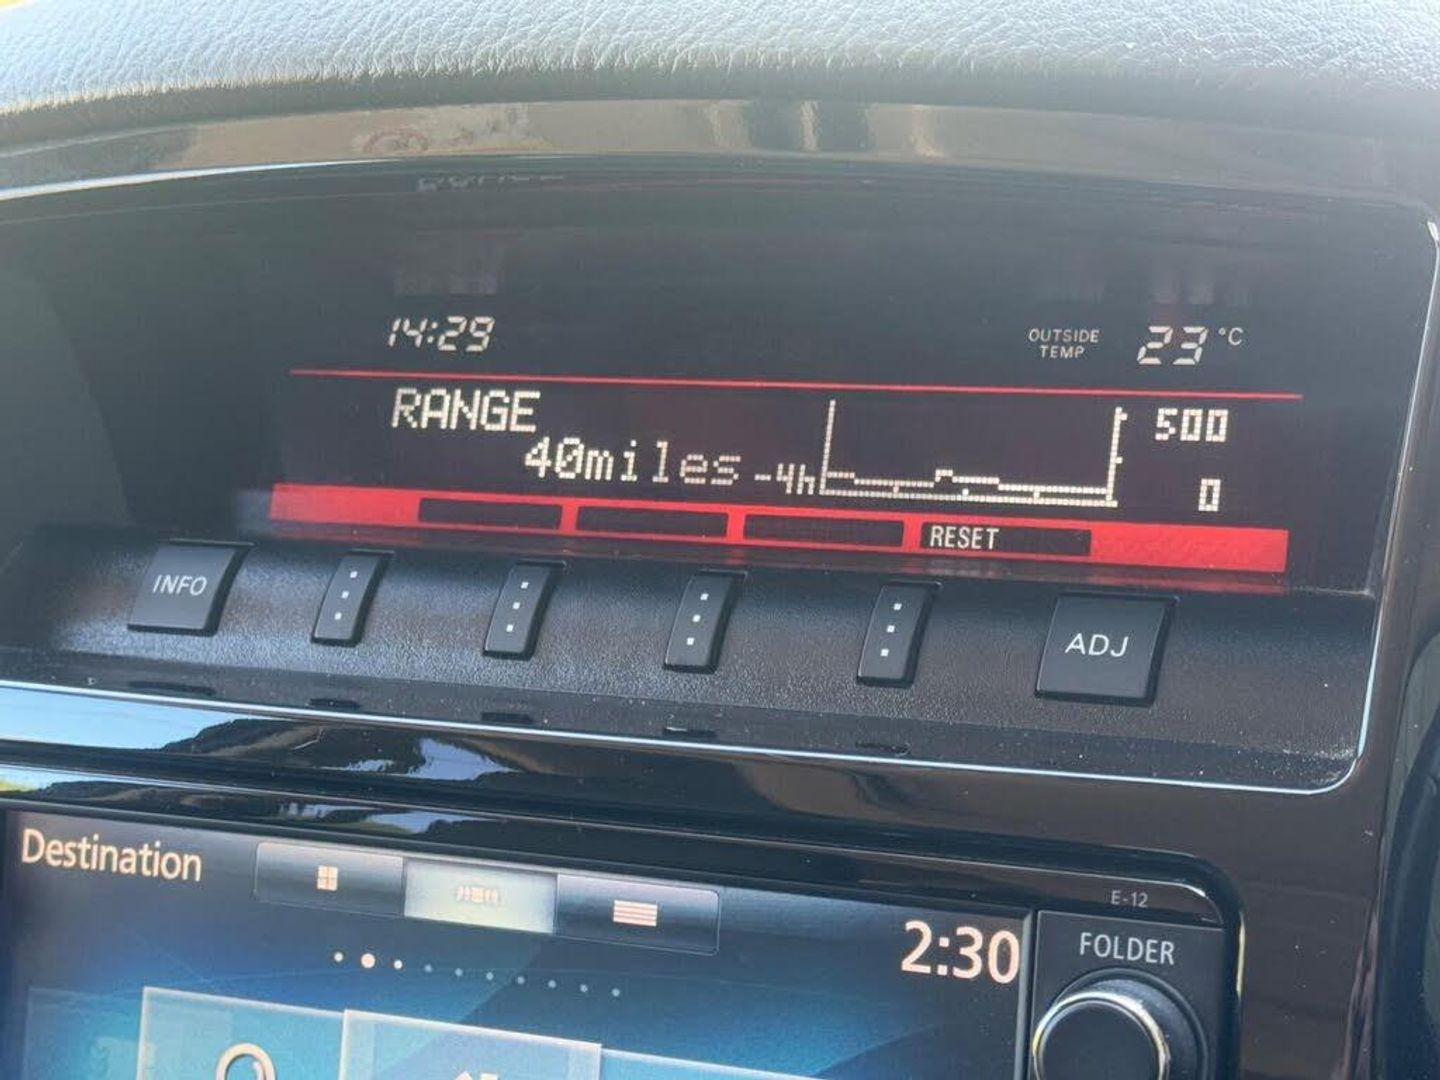 14:29
OUTSIDE TEMP 23 °C
RANGE
40miles
-4h
500
0
RESET
INFO
ADJ
Destination
2:30
E-12
FOLDER